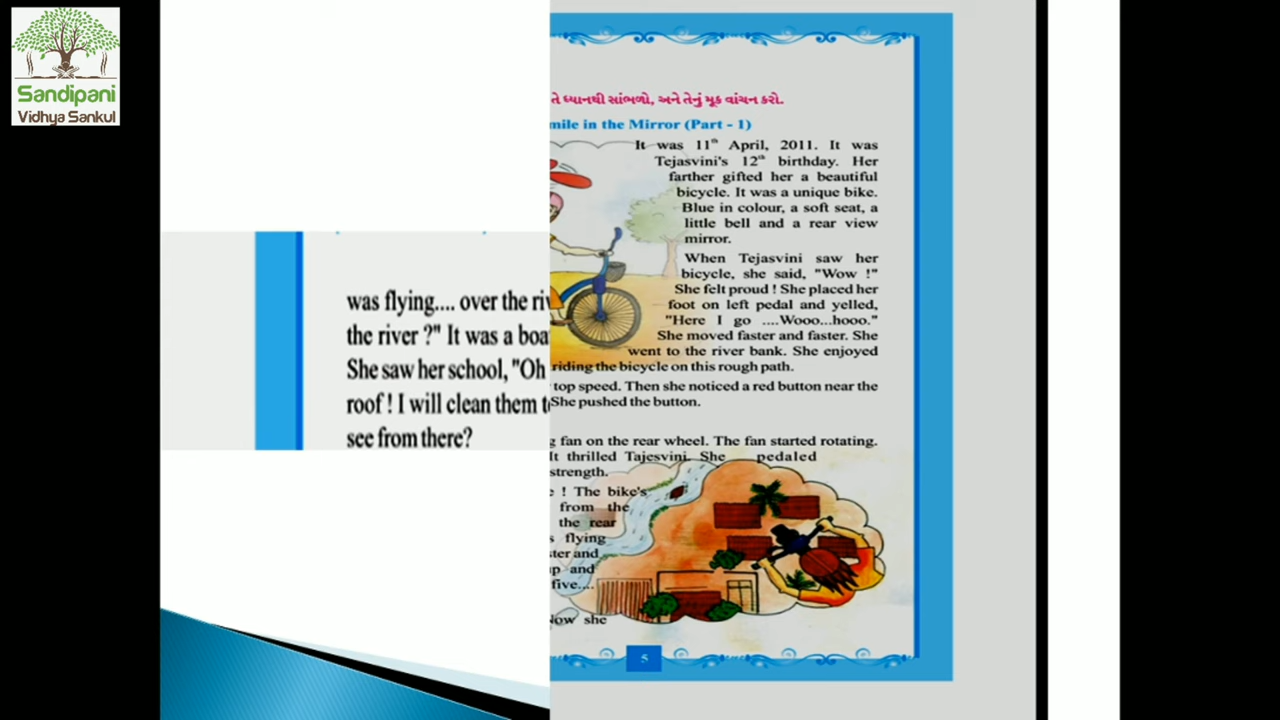 Sandipani
Vidhya Sankul
was flying.... over the
the river ?" It was a
She saw her school, "Oh
roof ! I will clean them
see from there?
તે ધ્યાનથી સાંભળો, અને તેનું મૂક વાંચન કરો.
in the Mirror (Part - 1)
It was 11th April, 2011. It was
Tejasvini's 12th birthday. Her
farther gifted her a beautiful
bicycle. It was a unique bike.
Blue in colour, a soft seat, a
little bell and a rear view
mirror.
When Tejasvini saw her
bicycle, she said, "Wow !"
She felt proud ! She placed her
foot on left pedal and yelled,
"Here I go ....Wooo...hooo."
She moved faster and faster. She
went to the river bank. She enjoyed
riding the bicycle on this rough path.
top speed. Then she noticed a red button near the
She pushed the button.
fan on the rear wheel. The fan started rotating.
It thrilled Tajesvini. She pedaled
strength.
! The bike's
from the
the rear
flying
and
and
five....
Now she
5